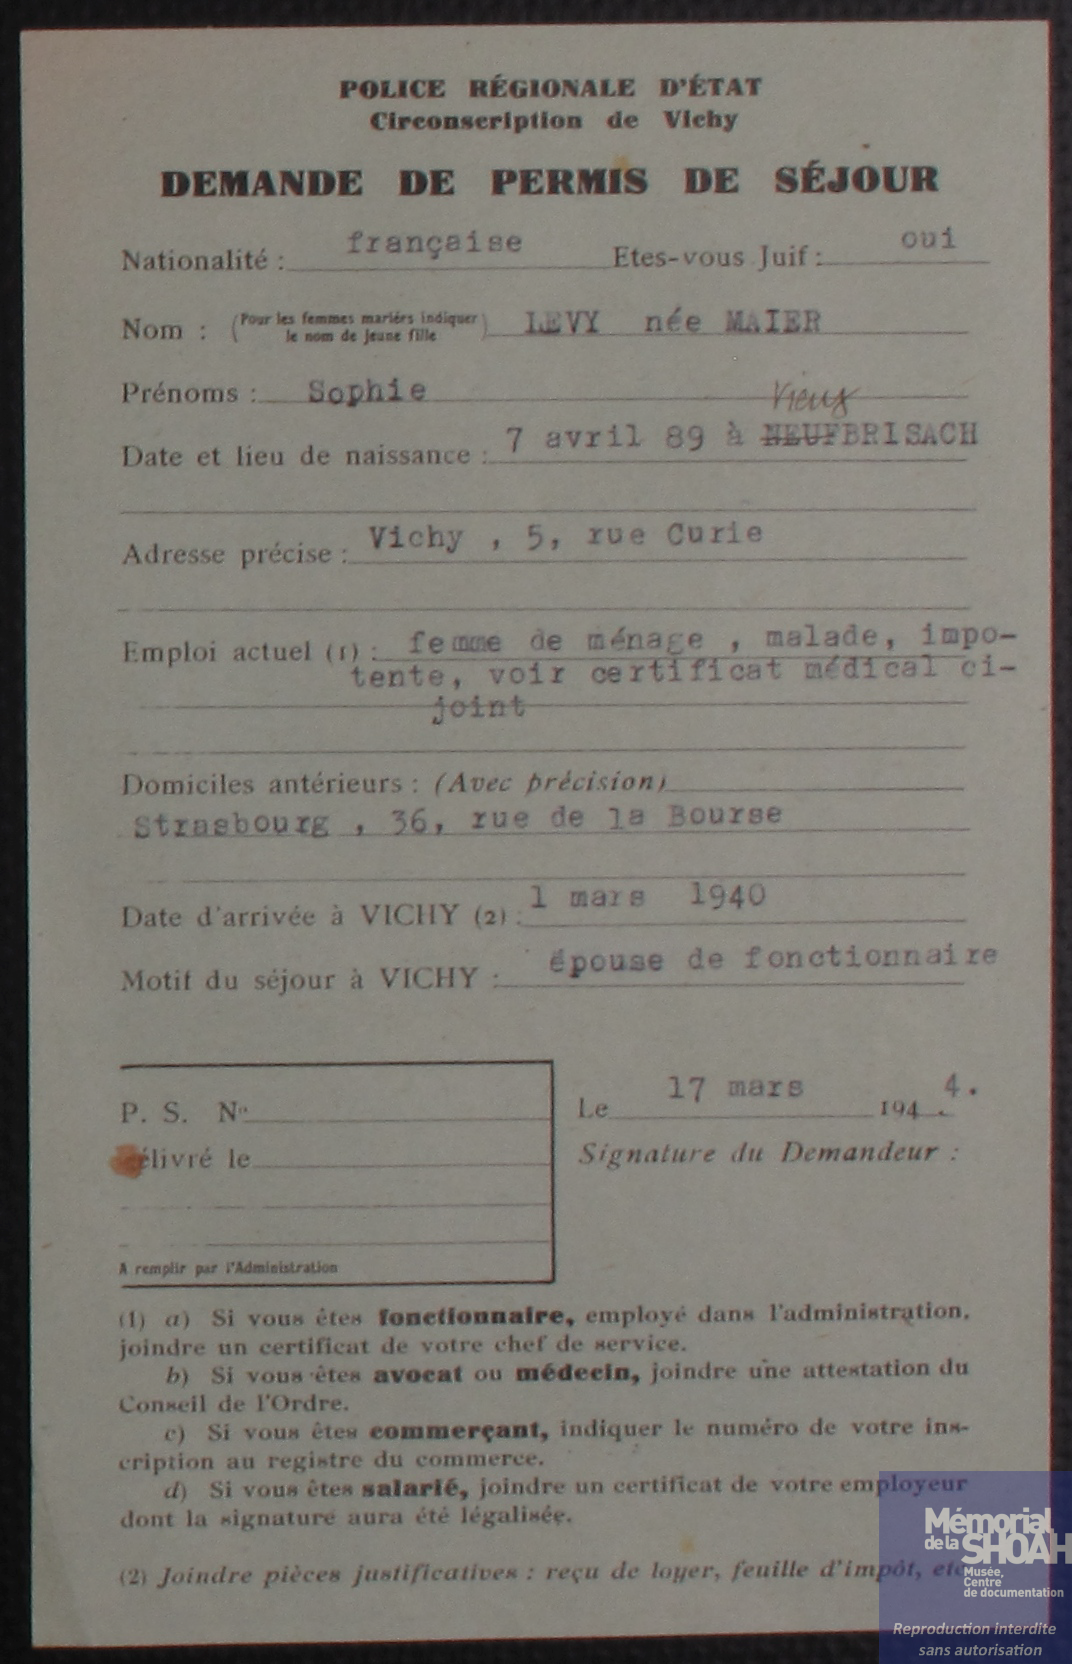 POLICE RÉGIONALE D'ÉTAT
Circonscription de Vichy
DEMANDE DE PERMIS DE SÉJOUR
Nationalité : française Etes-vous Juif : oui
Nom : (Pour les femmes mariérs indiquer le nom de jeune fille) LEVY née MAIER
Prénoms : Sophie
Vieux
Date et lieu de naissance : 7 avril 89 à NEUFBRISACH
Adresse précise : Vichy , 5, rue Curie
Emploi actuel (1) : femme de ménage , malade, impo-
tente, voir certificat médical ci-
joint
Domiciles antérieurs : (Avec précision)
Strasbourg , 36, rue de la Bourse
Date d'arrivée à VICHY (2) : 1 mars 1940
Motif du séjour à VICHY : épouse de fonctionnaire
P. S. No
Le 17 mars 194 4.
élivré le
Signature du Demandeur :
A remplir par l'Administration
(1) a) Si vous êtes fonctionnaire, employé dans l'administration,
joindre un certificat de votre chef de service.
b) Si vous êtes avocat ou médecin, joindre une attestation du
Conseil de l'Ordre.
c) Si vous êtes commerçant, indiquer le numéro de votre ins-
cription au registre du commerce.
d) Si vous êtes salarié, joindre un certificat de votre employeur
dont la signature aura été légalisée.
(2) Joindre pièces justificatives : reçu de loyer, feuille d'impôt, etc
Mémorial
de la SHOAH
Musée,
Centre
de documentation
Reproduction interdite
sans autorisation